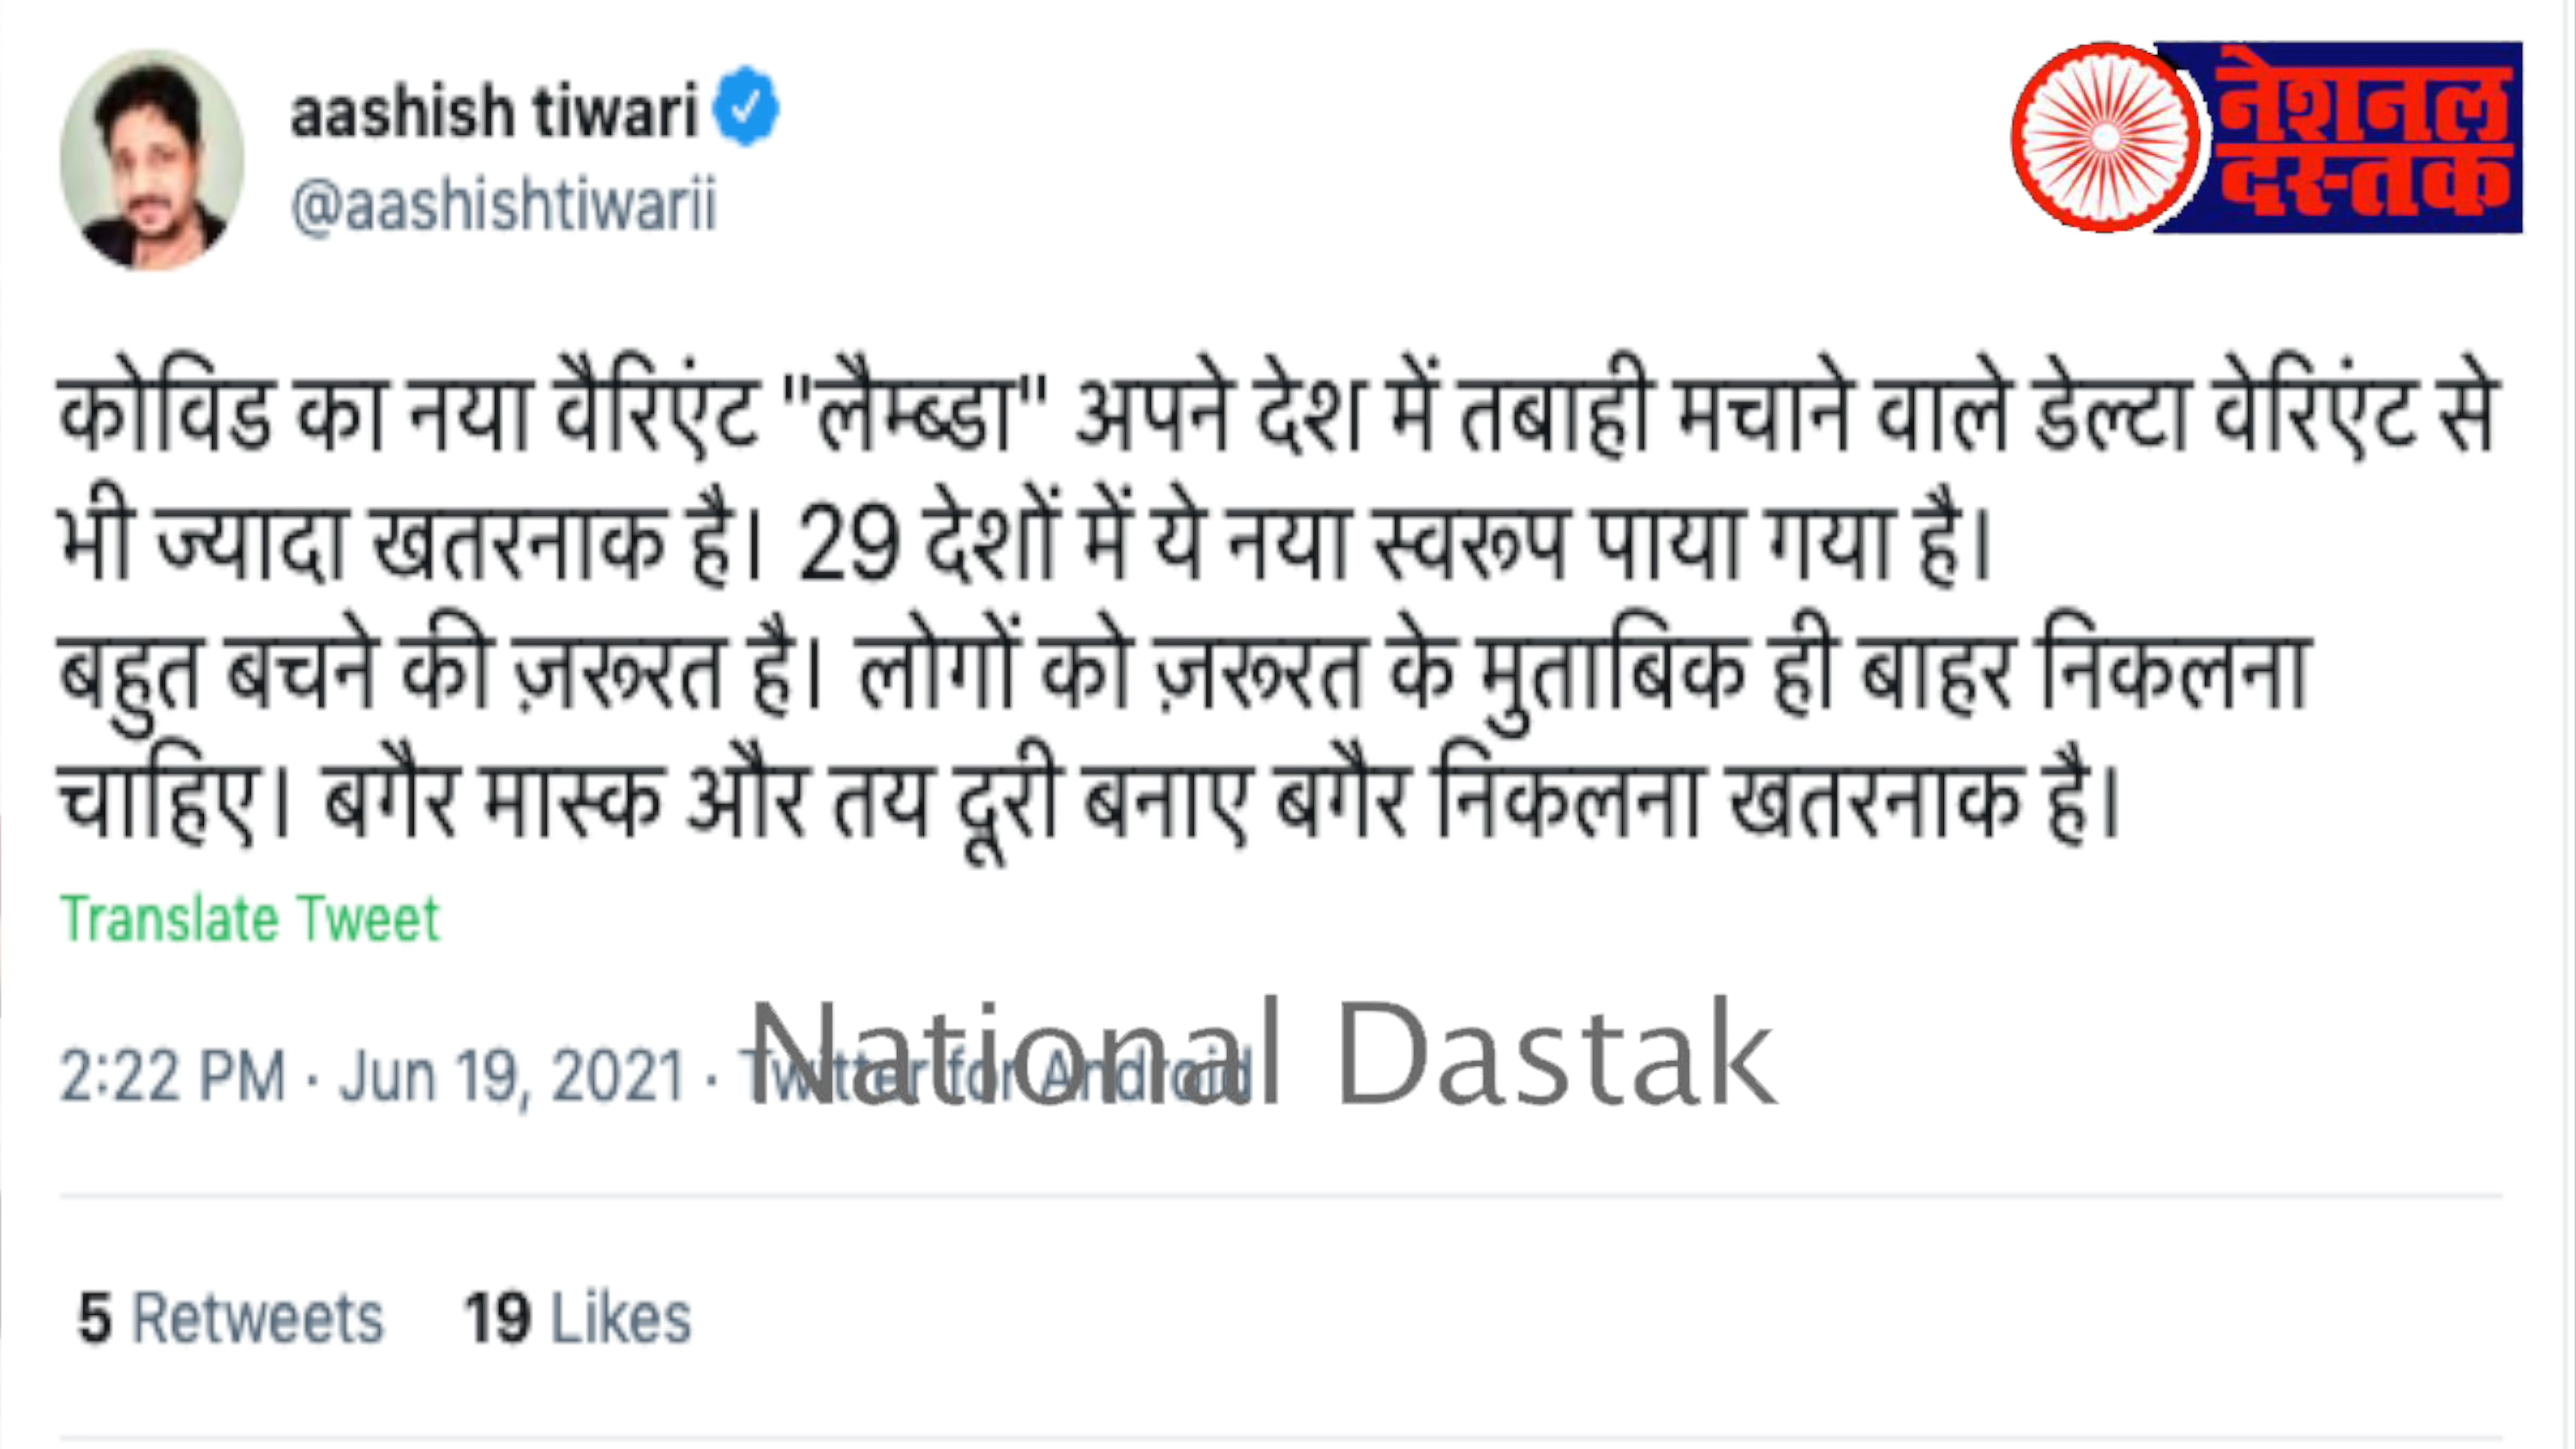 aashish tiwari
@aashishtiwarii
नेशनल
दस्तक
कोविड का नया वैरिएंट "लैम्ब्डा" अपने देश में तबाही मचाने वाले डेल्टा वेरिएंट से
भी ज्यादा खतरनाक है। 29 देशों में ये नया स्वरूप पाया गया है।
बहुत बचने की ज़रूरत है। लोगों को ज़रूरत के मुताबिक ही बाहर निकलना
चाहिए। बगैर मास्क और तय दूरी बनाए बगैर निकलना खतरनाक है।
Translate Tweet
2:22 PM · Jun 19, 2021 · Twitter for Android
National Dastak
5 Retweets 19 Likes